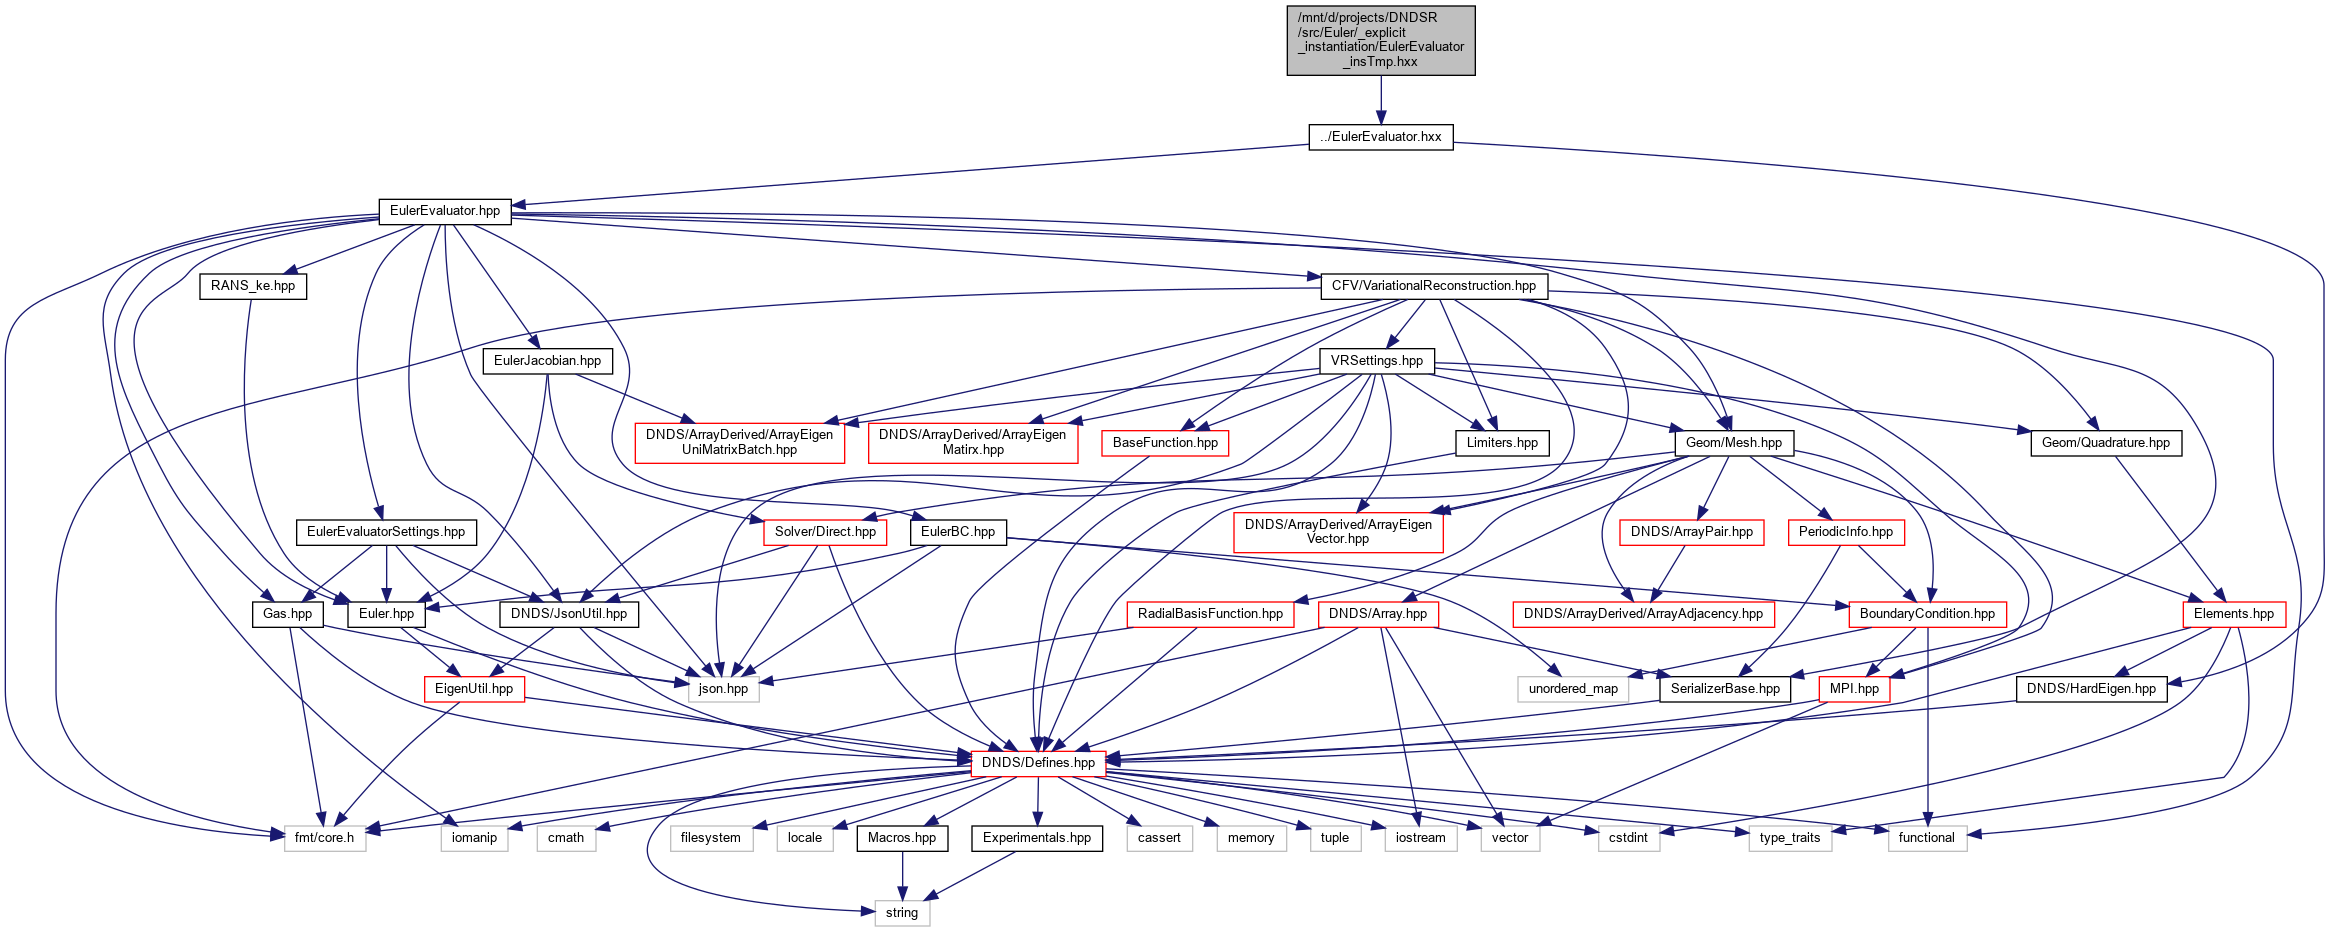 /mnt/d/projects/DNDSR
/src/Euler/_explicit
_instantiation/EulerEvaluator
_insTmp.hxx
../EulerEvaluator.hxx
EulerEvaluator.hpp
RANS_ke.hpp
CFV/VariationalReconstruction.hpp
EulerJacobian.hpp
VRSettings.hpp
DNDS/ArrayDerived/ArrayEigen
UniMatrixBatch.hpp
DNDS/ArrayDerived/ArrayEigen
Matirx.hpp
BaseFunction.hpp
Limiters.hpp
Geom/Mesh.hpp
Geom/Quadrature.hpp
EulerEvaluatorSettings.hpp
Solver/Direct.hpp
EulerBC.hpp
DNDS/ArrayDerived/ArrayEigen
Vector.hpp
DNDS/ArrayPair.hpp
PeriodicInfo.hpp
Gas.hpp
Euler.hpp
DNDS/JsonUtil.hpp
RadialBasisFunction.hpp
DNDS/Array.hpp
DNDS/ArrayDerived/ArrayAdjacency.hpp
BoundaryCondition.hpp
Elements.hpp
EigenUtil.hpp
json.hpp
unordered_map
SerializerBase.hpp
MPI.hpp
DNDS/HardEigen.hpp
DNDS/Defines.hpp
fmt/core.h
iomanip
cmath
filesystem
locale
Macros.hpp
Experimentals.hpp
cassert
memory
tuple
iostream
vector
cstdint
type_traits
functional
string